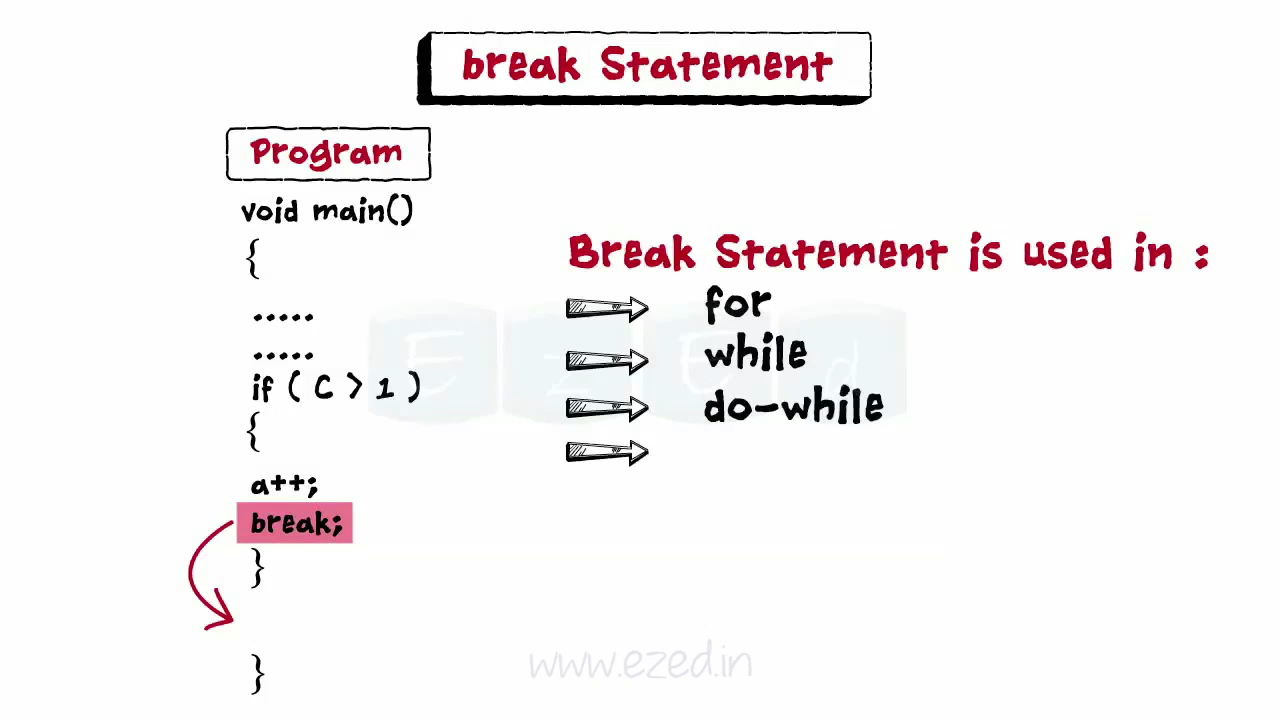 break Statement
Program
void main()
{
.....
.....
if ( C > 1 )
{
a++;
break;
}
}
Break Statement is used in :
for
while
do-while
EzEd
www.ezed.in